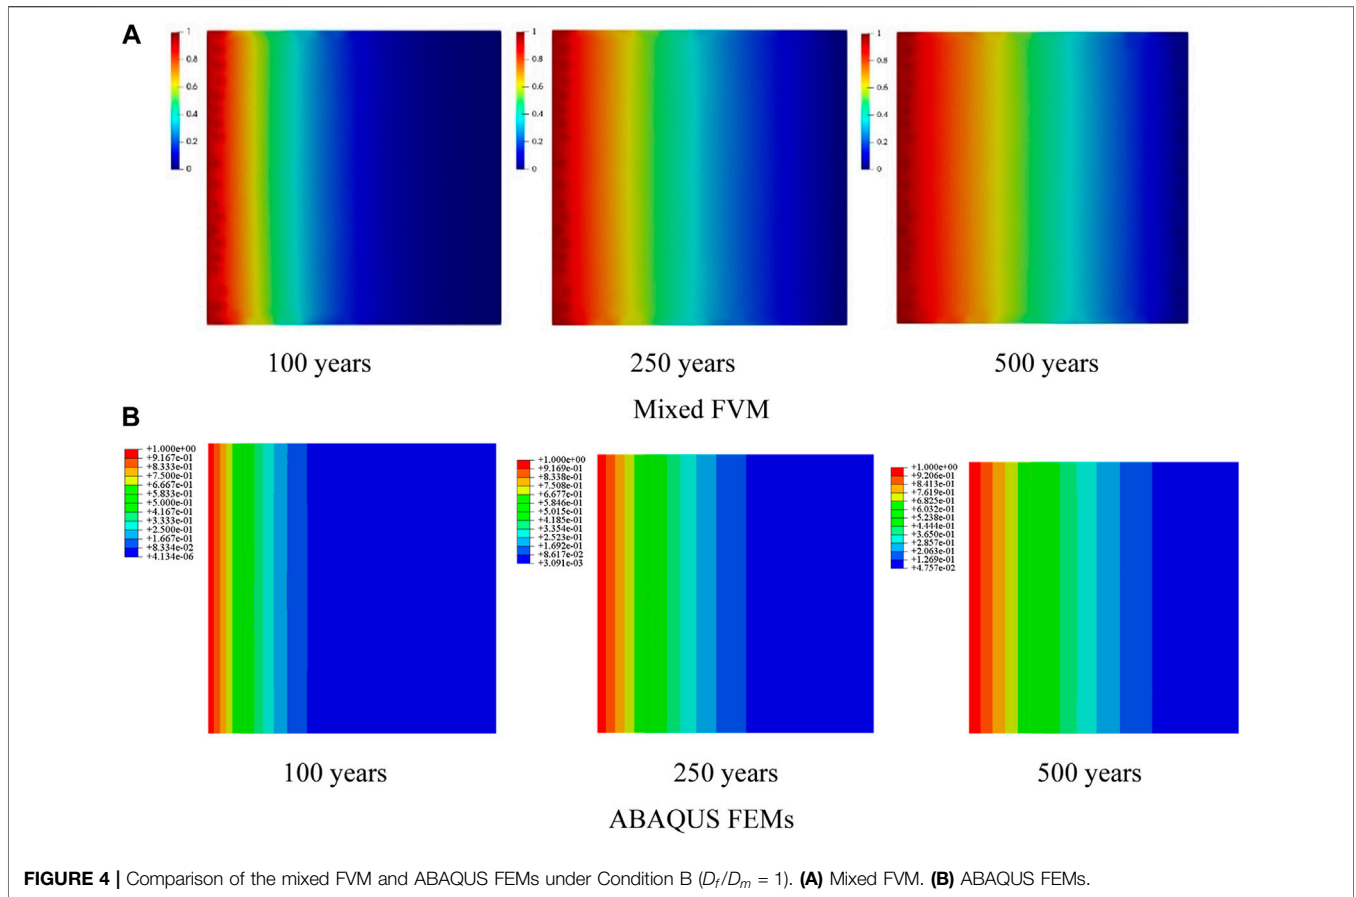 A
1
0.8
0.6
0.4
0.2
0
1
0.8
0.6
0.4
0.2
0
1
0.8
0.6
0.4
0.2
0
100 years
250 years
500 years
Mixed FVM
B
+1.000e+00
+9.167e-01
+8.333e-01
+7.500e-01
+6.667e-01
+5.833e-01
+5.000e-01
+4.167e-01
+3.333e-01
+2.500e-01
+1.667e-01
+8.334e-02
+4.134e-06
+1.000e+00
+9.169e-01
+8.338e-01
+7.508e-01
+6.677e-01
+5.846e-01
+5.015e-01
+4.185e-01
+3.354e-01
+2.523e-01
+1.692e-01
+8.617e-02
+3.091e-03
+1.000e+00
+9.206e-01
+8.413e-01
+7.619e-01
+6.825e-01
+6.032e-01
+5.238e-01
+4.444e-01
+3.650e-01
+2.857e-01
+2.063e-01
+1.269e-01
+4.757e-02
100 years
250 years
500 years
ABAQUS FEMs
FIGURE 4 | Comparison of the mixed FVM and ABAQUS FEMs under Condition B (Df/Dm = 1). (A) Mixed FVM. (B) ABAQUS FEMs.